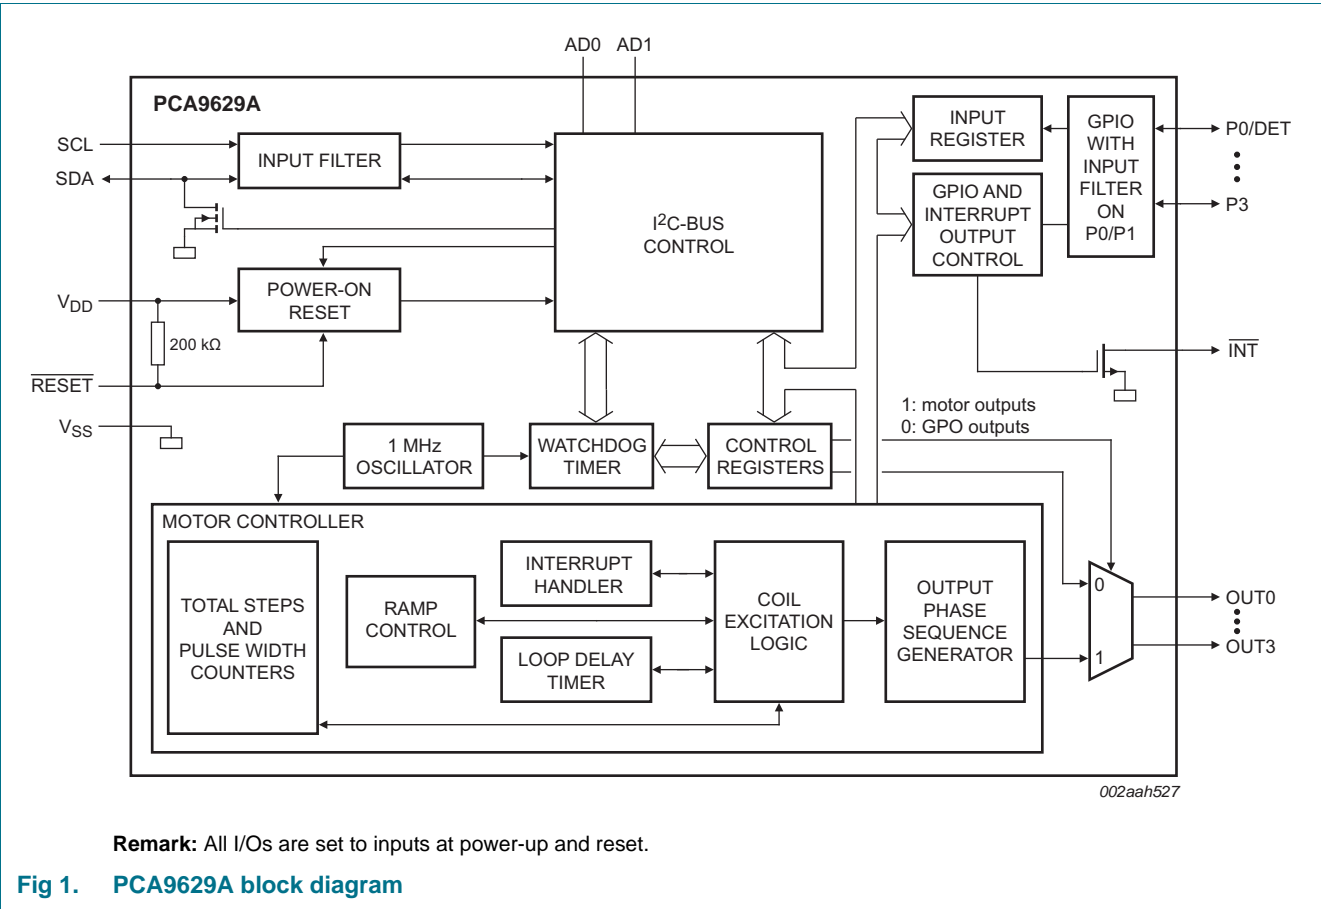 AD0 AD1
PCA9629A
SCL
SDA
INPUT FILTER
I2C-BUS
CONTROL
INPUT
REGISTER
GPIO
WITH
INPUT
FILTER
ON
P0/P1
P0/DET
P3
GPIO AND
INTERRUPT
OUTPUT
CONTROL
VDD
POWER-ON
RESET
200 kΩ
RESET
VSS
INT
1: motor outputs
0: GPO outputs
1 MHz
OSCILLATOR
WATCHDOG
TIMER
CONTROL
REGISTERS
MOTOR CONTROLLER
TOTAL STEPS
AND
PULSE WIDTH
COUNTERS
RAMP
CONTROL
INTERRUPT
HANDLER
LOOP DELAY
TIMER
COIL
EXCITATION
LOGIC
OUTPUT
PHASE
SEQUENCE
GENERATOR
0
1
OUT0
OUT3
002aah527
Remark: All I/Os are set to inputs at power-up and reset.
Fig 1. PCA9629A block diagram